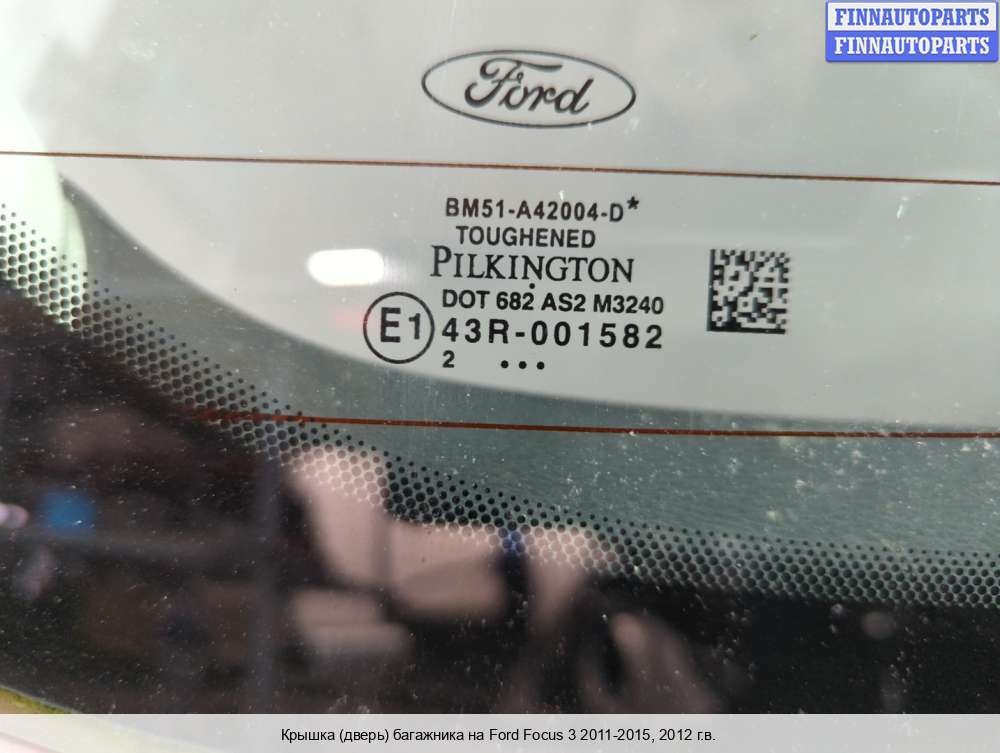 FINNAUTOPARTS
FINNAUTOPARTS
Ford
BM51-A42004-D*
TOUGHENED
PILKINGTON
DOT 682 AS2 M3240
E1 43R-001582
2 •••
Крышка (дверь) багажника на Ford Focus 3 2011-2015, 2012 г.в.